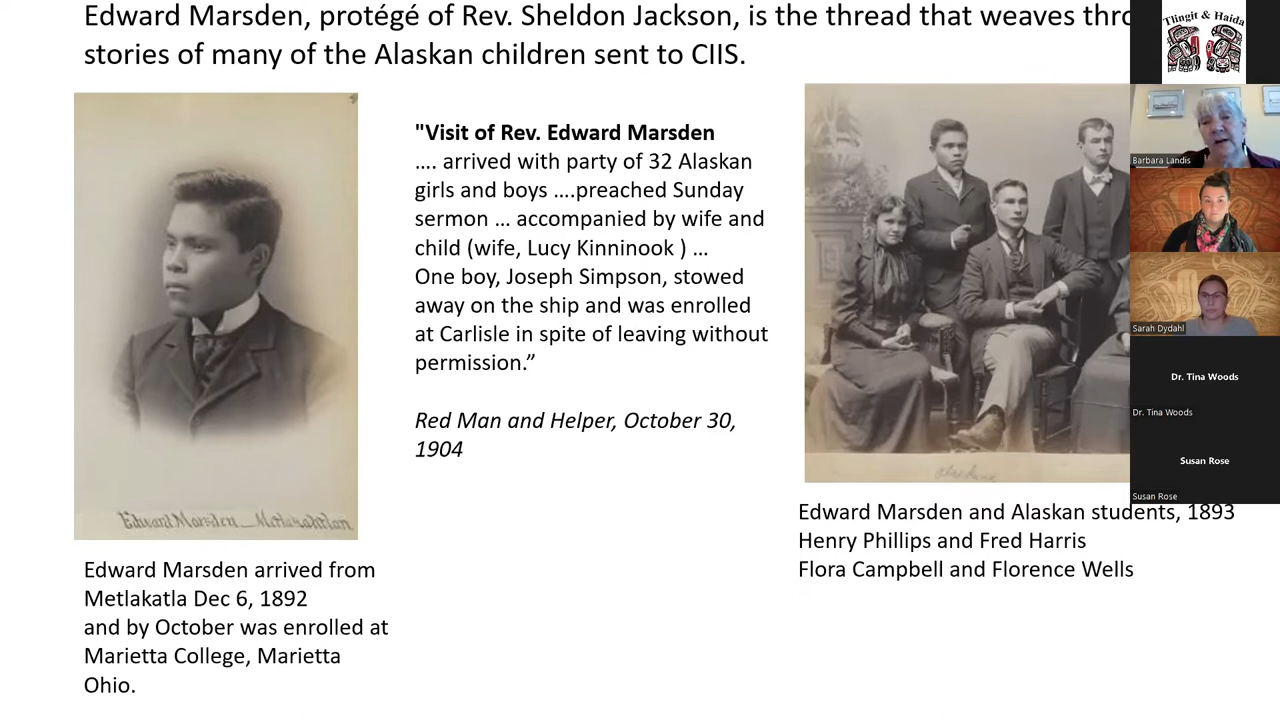 Edward Marsden, protégé of Rev. Sheldon Jackson, is the thread that weaves thro
stories of many of the Alaskan children sent to CIIS.
"Visit of Rev. Edward Marsden
…. arrived with party of 32 Alaskan
girls and boys ….preached Sunday
sermon … accompanied by wife and
child (wife, Lucy Kinninook ) …
One boy, Joseph Simpson, stowed
away on the ship and was enrolled
at Carlisle in spite of leaving without
permission.”
Red Man and Helper, October 30,
1904
Edward Marsden_Metlakahtlan
Edward Marsden arrived from
Metlakatla Dec 6, 1892
and by October was enrolled at
Marietta College, Marietta
Ohio.
Alaskans
Edward Marsden and Alaskan students, 1893
Henry Phillips and Fred Harris
Flora Campbell and Florence Wells
Tlingit & Haida
Barbara Landis
Sarah Dydahl
Dr. Tina Woods
Dr. Tina Woods
Susan Rose
Susan Rose